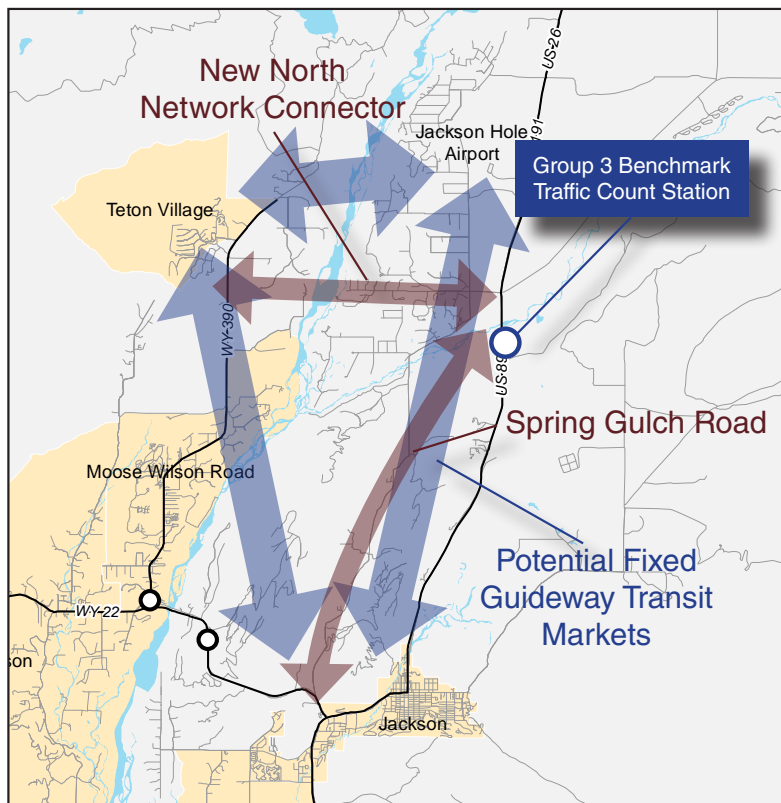 US-26
New North
Network Connector
Jackson Hole
Airport
191
Group 3 Benchmark
Traffic Count Station
Teton Village
WY-390
US-89
Spring Gulch Road
Moose Wilson Road
Potential Fixed
Guideway Transit
Markets
WY-22
son
Jackson